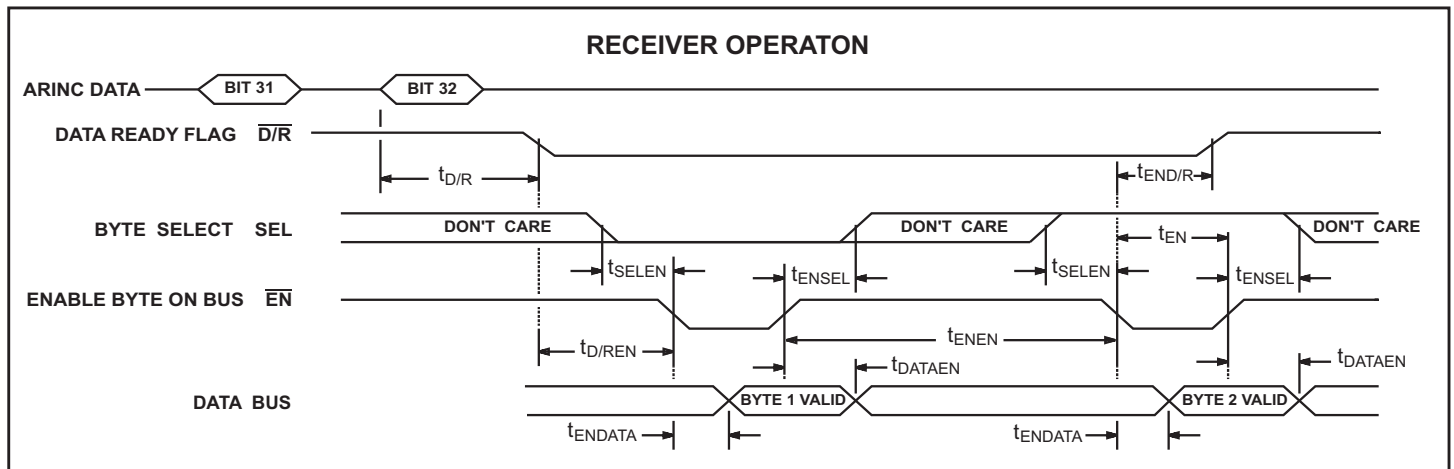 RECEIVER OPERATON
ARINC DATA BIT 31 BIT 32
DATA READY FLAG D/R
tD/R tEND/R
BYTE SELECT SEL DON'T CARE DON'T CARE DON'T CARE
tEN
tSELEN tENSEL tSELEN tENSEL
ENABLE BYTE ON BUS EN
tD/REN tENEN
tDATAEN tDATAEN
DATA BUS BYTE 1 VALID BYTE 2 VALID
tENDATA tENDATA